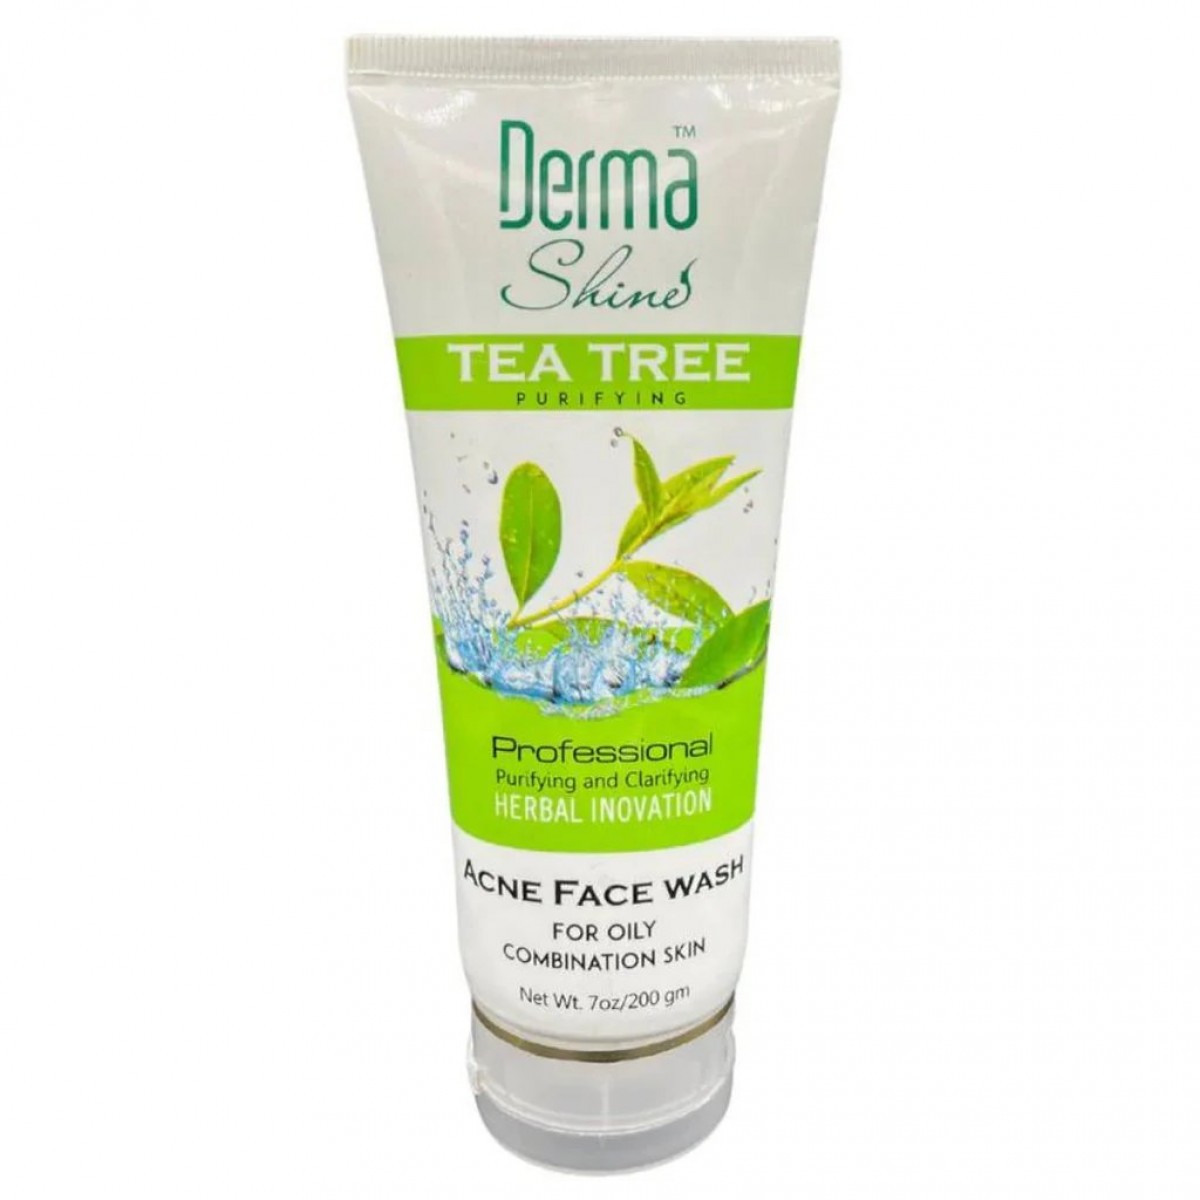 Derma™
Shine
TEA TREE
PURIFYING
Professional
Purifying and Clarifying
HERBAL INOVATION
ACNE FACE WASH
FOR OILY
COMBINATION SKIN
Net Wt. 7oz/200 gm